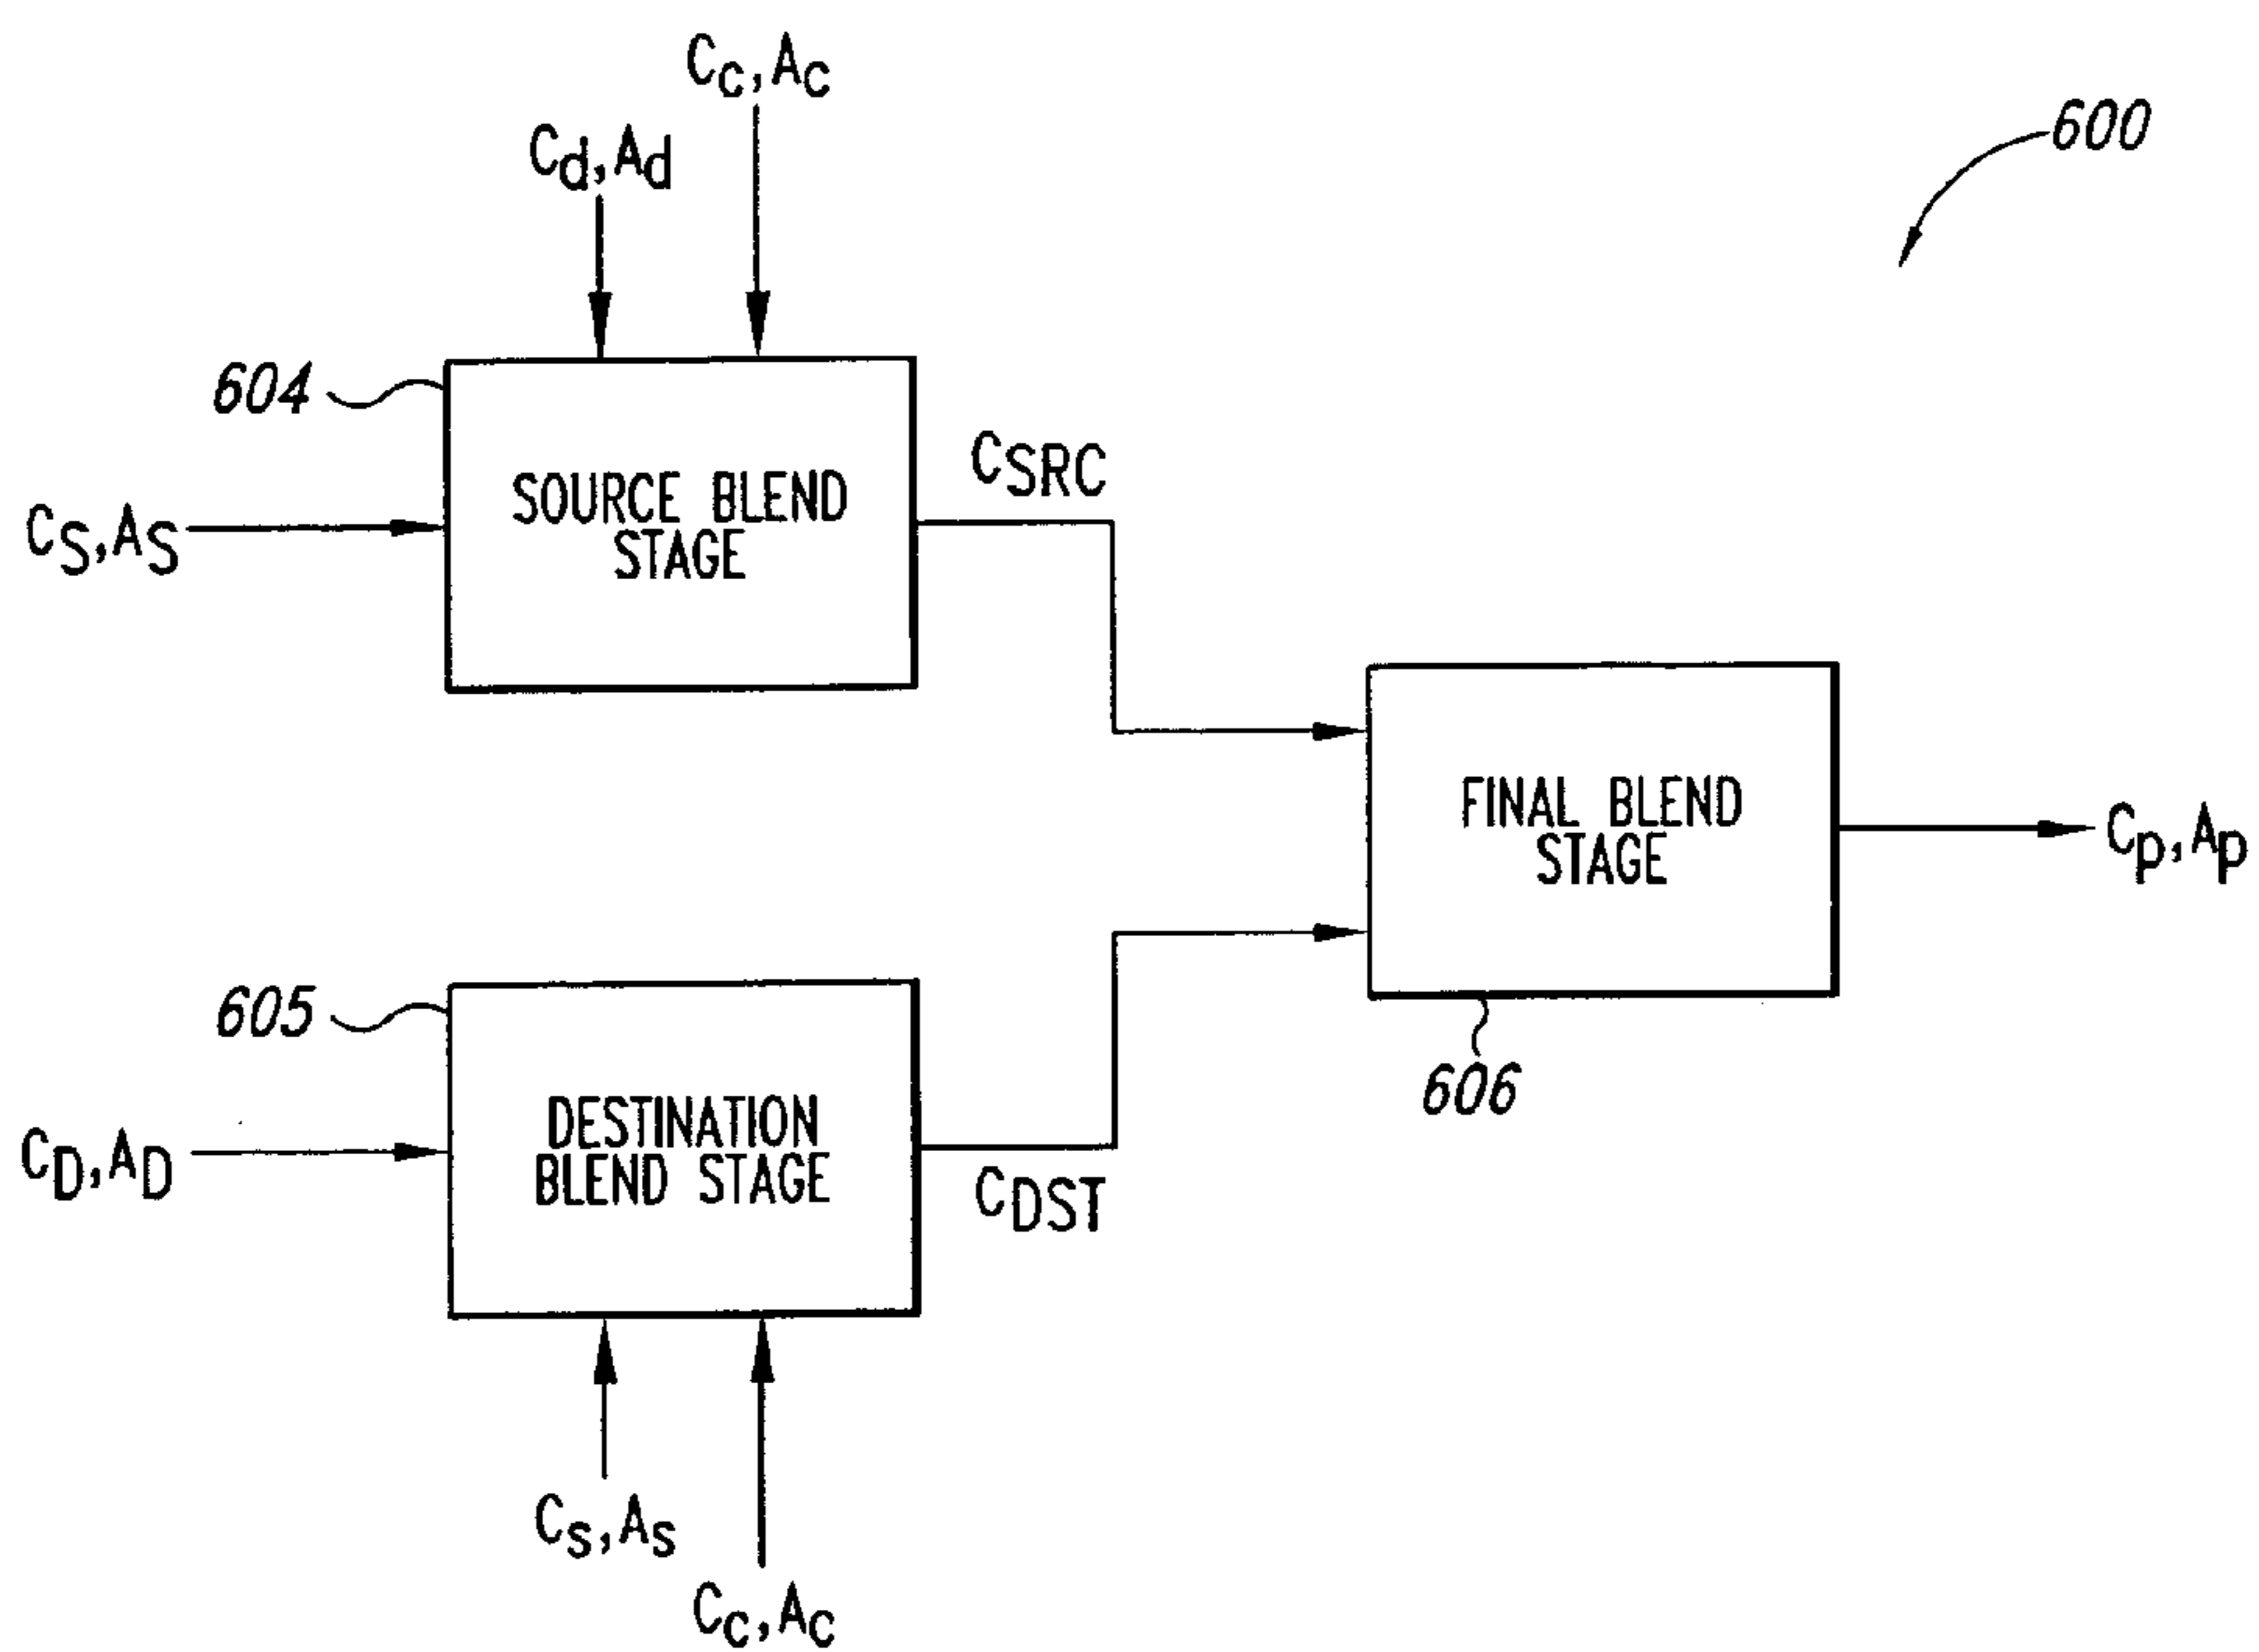 Cc,Ac
Cd,Ad
600
604
SOURCE BLEND
STAGE
CSRC
CS,AS
FINAL BLEND
STAGE
Cp,Ap
605
606
DESTINATION
BLEND STAGE
CD,AD
CDST
Cs,As
Cc,Ac